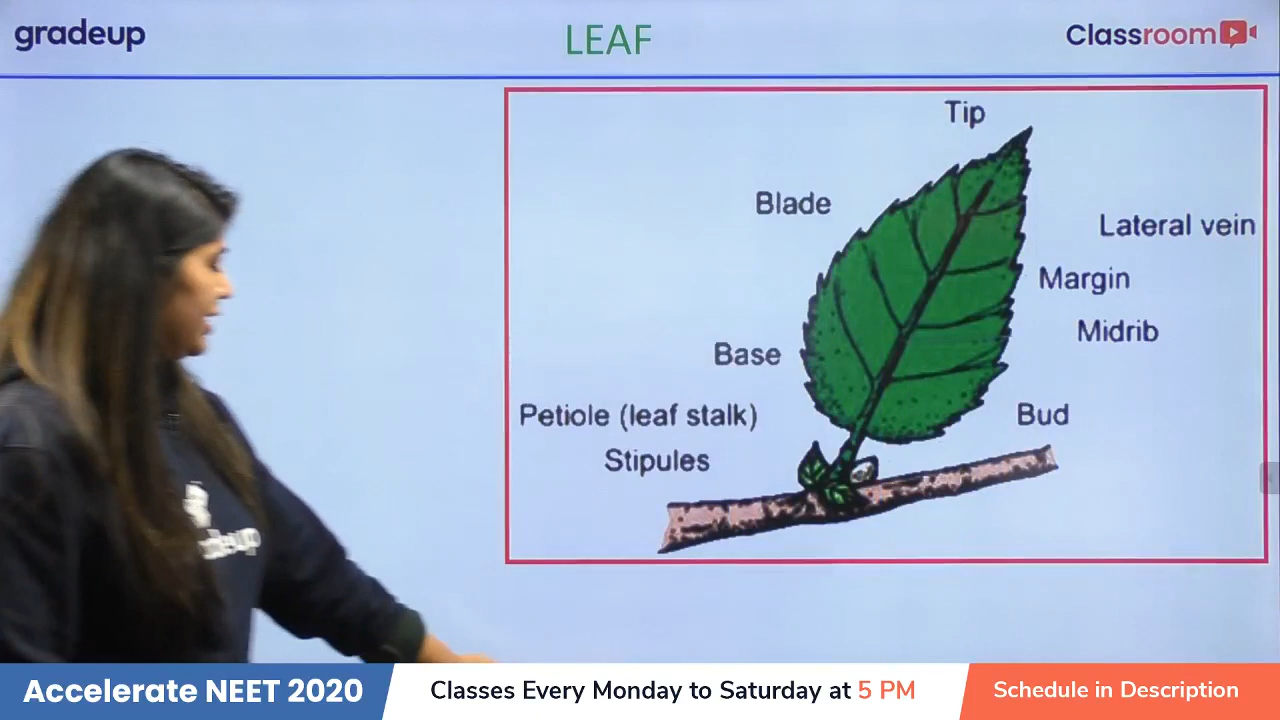 gradeup
LEAF
Classroom
Tip
Blade
Lateral vein
Margin
Midrib
Base
Petiole (leaf stalk)
Bud
Stipules
Accelerate NEET 2020
Classes Every Monday to Saturday at 5 PM
Schedule in Description